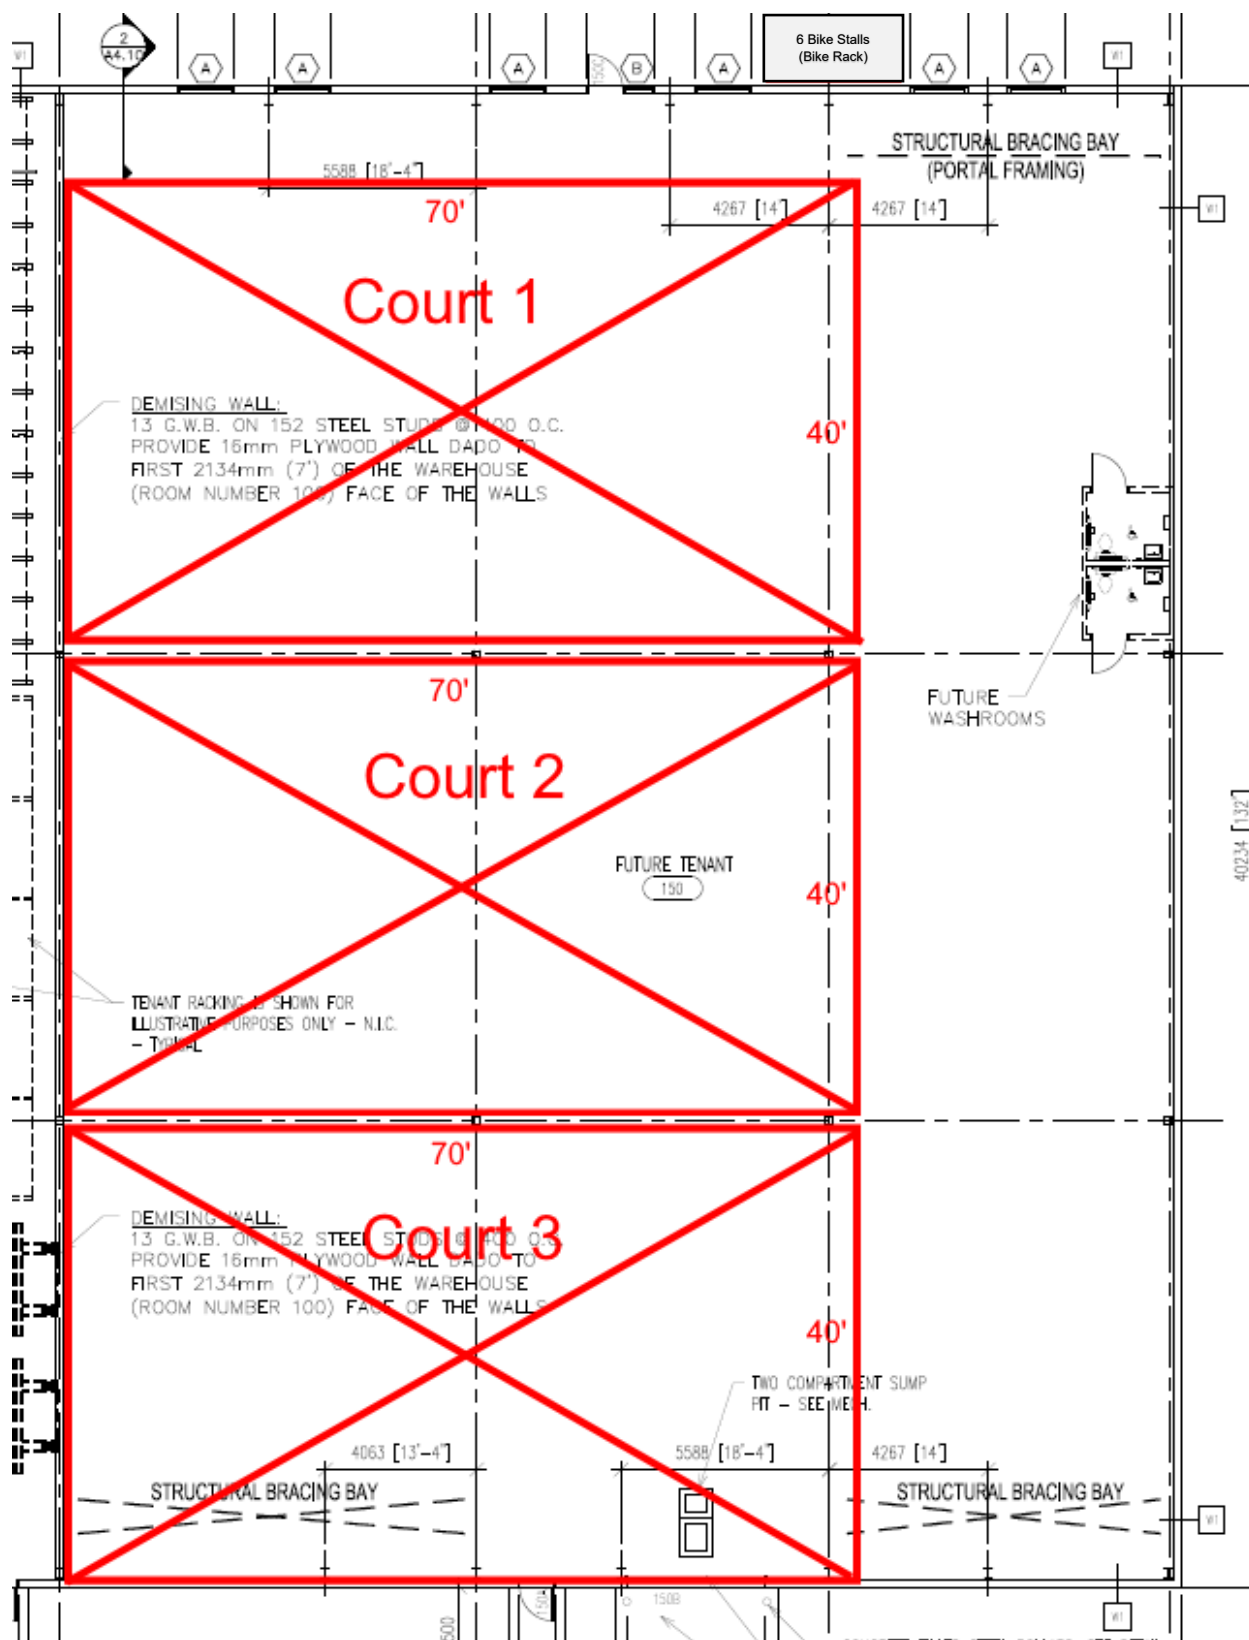 2
A4.10
6 Bike Stalls
(Bike Rack)
W1
A
A
A
150C
B
A
A
A
W1
STRUCTURAL BRACING BAY
(PORTAL FRAMING)
5588 [18'-4"]
70'
4267 [14']
4267 [14']
W1
Court 1
DEMISING WALL:
13 G.W.B. ON 152 STEEL STUDS @ 400 O.C.
PROVIDE 16mm PLYWOOD WALL DADO TO
FIRST 2134mm (7') OF THE WAREHOUSE
(ROOM NUMBER 100) FACE OF THE WALLS
40'
FUTURE
WASHROOMS
70'
Court 2
40234 [132']
FUTURE TENANT
150
40'
TENANT RACKING IS SHOWN FOR
ILLUSTRATIVE PURPOSES ONLY – N.I.C.
– TYPICAL
70'
DEMISING WALL:
13 G.W.B. ON 152 STEEL STUDS @ 400 O.C.
PROVIDE 16mm PLYWOOD WALL DADO TO
FIRST 2134mm (7') OF THE WAREHOUSE
(ROOM NUMBER 100) FACE OF THE WALLS
Court 3
40'
TWO COMPARTMENT SUMP
PIT – SEE MECH.
4063 [13'-4"]
5588 [18'-4"]
4267 [14']
STRUCTURAL BRACING BAY
STRUCTURAL BRACING BAY
W1
150A
150B
W1